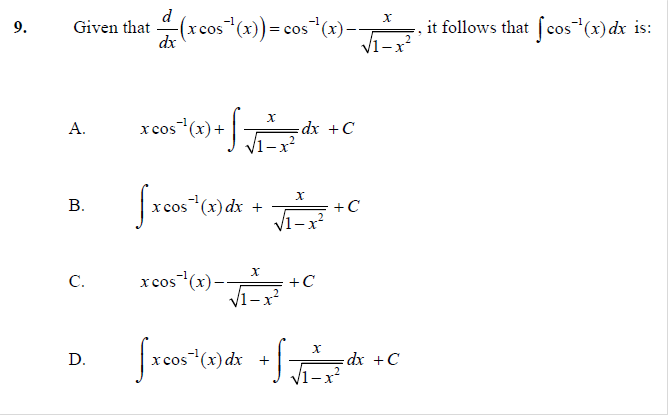 9. Given that d/dx (x cos⁻¹(x)) = cos⁻¹(x) − x/√(1−x²), it follows that ∫cos⁻¹(x) dx is:
A. x cos⁻¹(x) + ∫ x/√(1−x²) dx + C
B. ∫ x cos⁻¹(x) dx + x/√(1−x²) + C
C. x cos⁻¹(x) − x/√(1−x²) + C
D. ∫ x cos⁻¹(x) dx + ∫ x/√(1−x²) dx + C